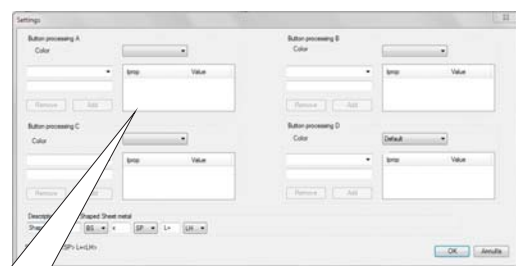 Settings
Button processing A
Color
Iprop Value
Remove Add
Button processing B
Color
Iprop Value
Remove Add
Button processing C
Color
Iprop Value
Remove Add
Button processing D
Color Default
Iprop Value
Remove Add
Shaped Sheet metal
BG x SP L= LH
OK Annulla